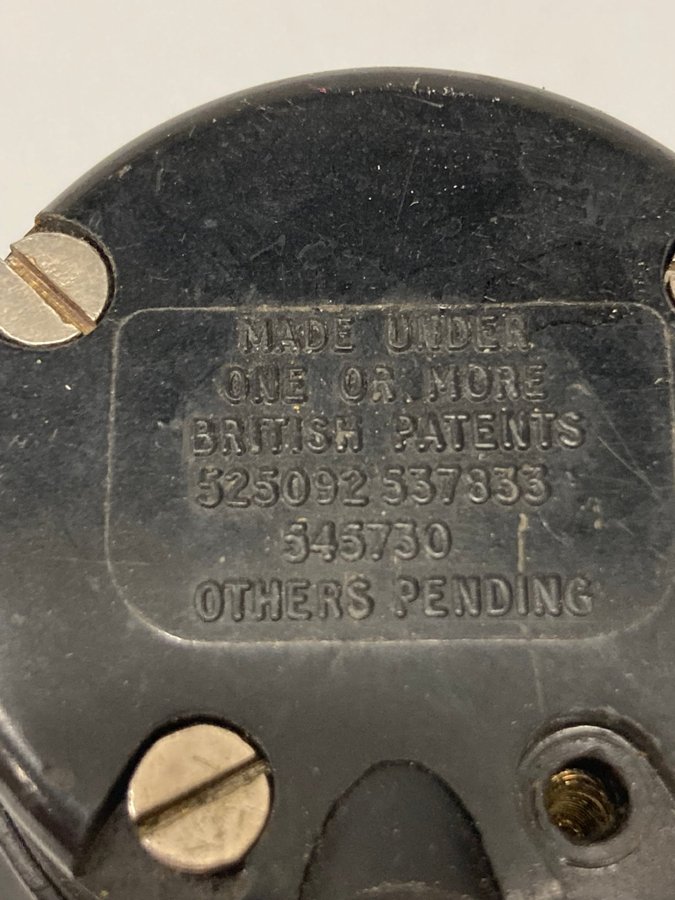 MADE UNDER
ONE OR MORE
BRITISH PATENTS
525092 537833
545730
OTHERS PENDING